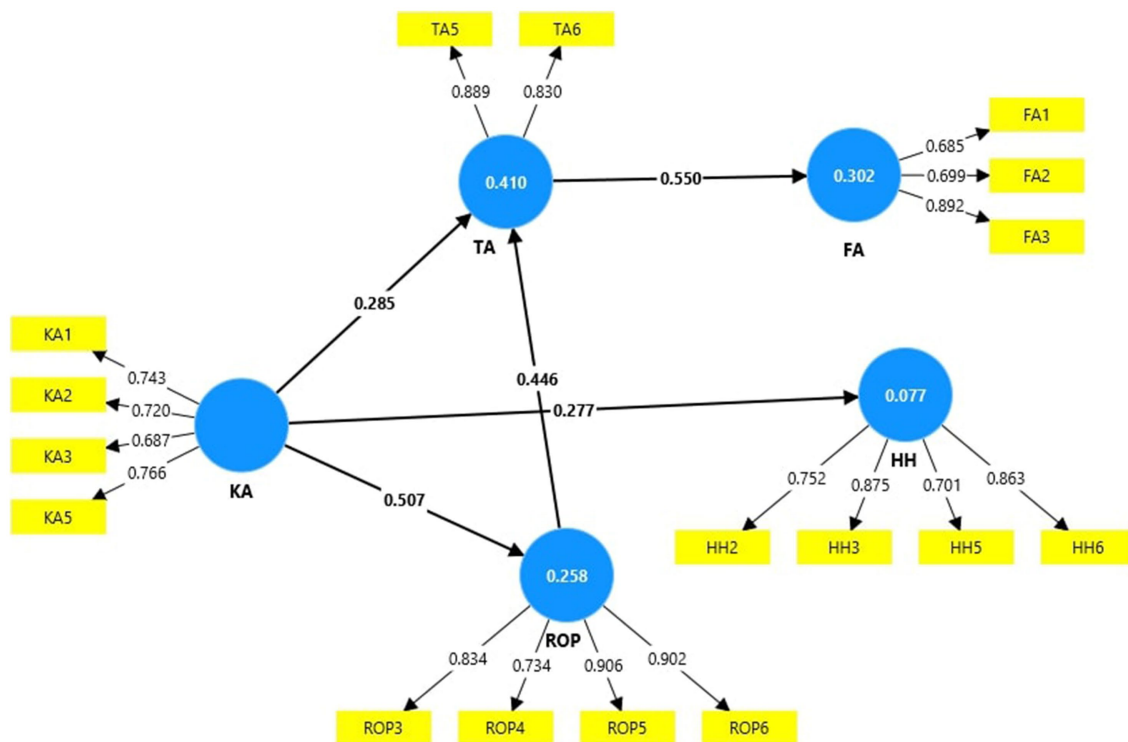 TA5 TA6
0.889 0.830
FA1
0.685
0.410 0.550 0.302 0.699 FA2
0.892
TA FA FA3
0.285
KA1
0.743
KA2
0.720
0.446
0.277 0.077
KA3 0.687
0.766
HH
KA KA5
0.507
0.752 0.875 0.701 0.863
HH2 HH3 HH5 HH6
0.258
ROP
0.834 0.734 0.906 0.902
ROP3 ROP4 ROP5 ROP6